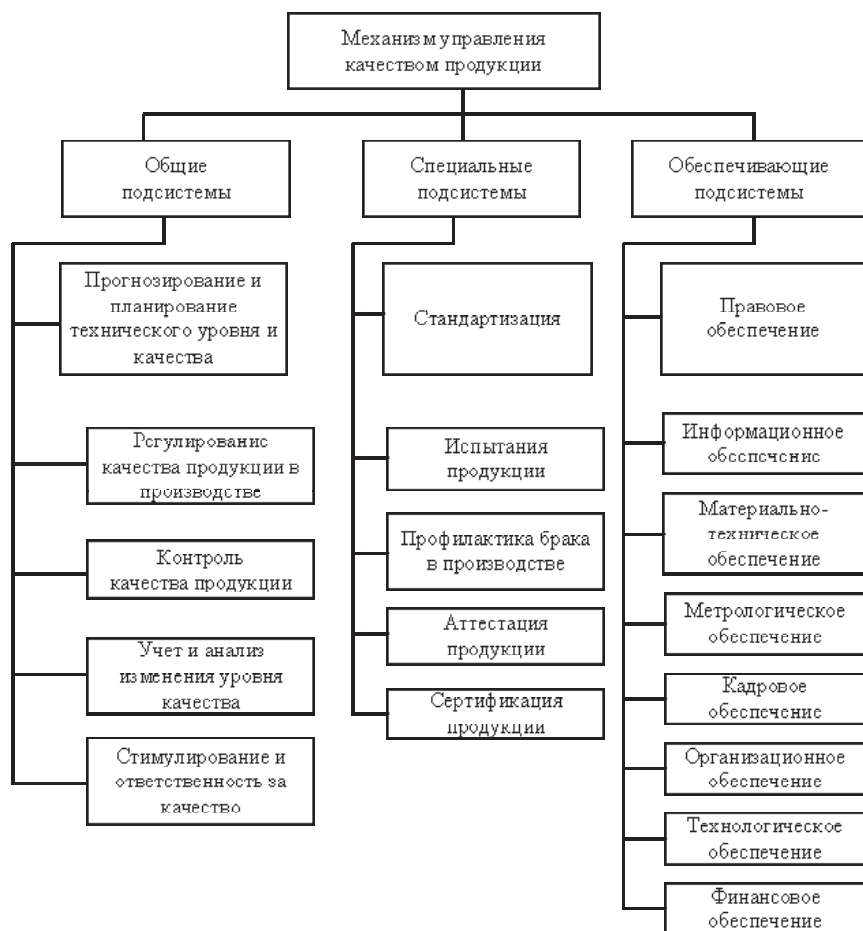 Механизм управления
качеством продукции
Общие
подсистемы
Специальные
подсистемы
Обеспечивающие
подсистемы
Прогнозирование и
планирование
технического уровня и
качества
Стандартизация
Правовое
обеспечение
Регулирование
качества продукции в
производстве
Испытания
продукции
Информационное
обеспечение
Контроль
качества продукции
Профилактика брака
в производстве
Материально-
техническое
обеспечение
Учет и анализ
изменения уровня
качества
Аттестация
продукции
Метрологическое
обеспечение
Стимулирование и
ответственность за
качество
Сертификация
продукции
Кадровое
обеспечение
Организационное
обеспечение
Технологическое
обеспечение
Финансовое
обеспечение